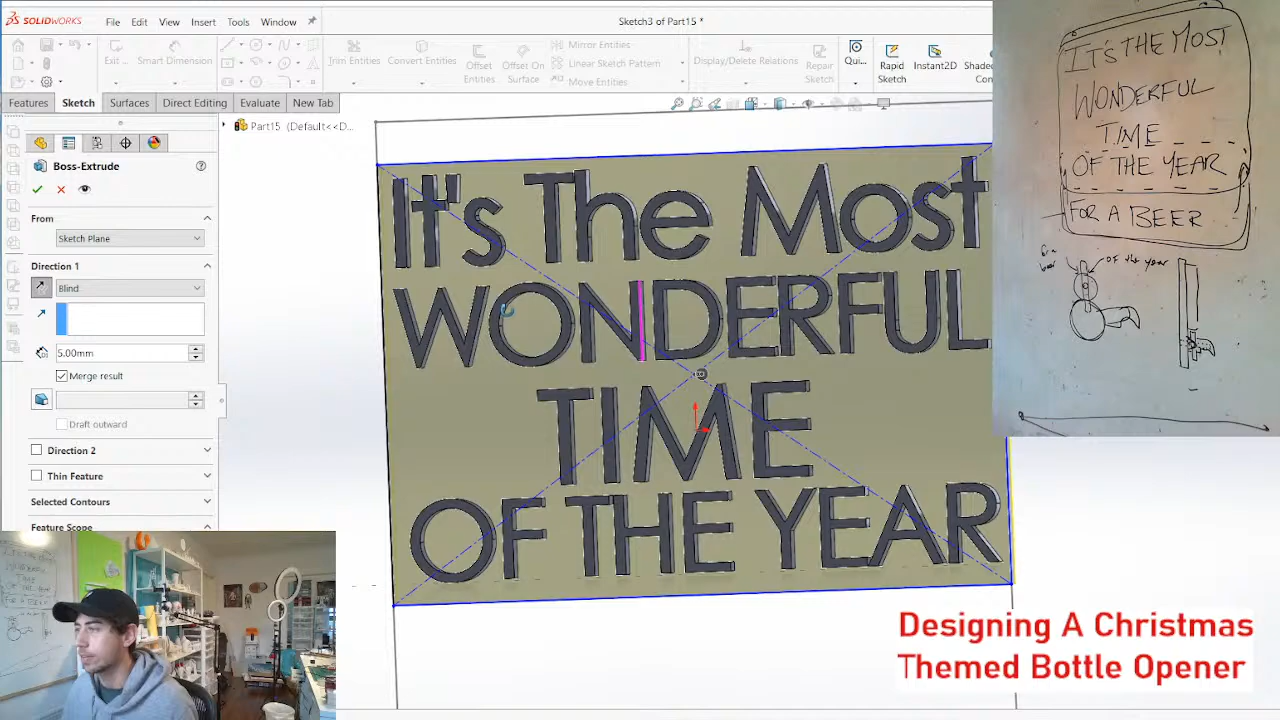 SOLIDWORKS
File Edit View Insert Tools Window
Sketch3 of Part15 *
Exit... Smart Dimension
Trim Entities Convert Entities Offset Entities Offset On Surface
Mirror Entities
Linear Sketch Pattern
Move Entities
Display/Delete Relations Repair Sketch Qui... Rapid Sketch Instant2D
Features Sketch Surfaces Direct Editing Evaluate New Tab
Part15 (Default<<D...
Boss-Extrude
From
Sketch Plane
Direction 1
Blind
5.00mm
Merge result
Draft outward
Direction 2
Thin Feature
Selected Contours
Feature Scope
It's The Most
WONDERFUL
TIME
OF THE YEAR
IT'S THE MOST
WONDERFUL
TIME
OF THE YEAR
FOR A BEER
of the year
Designing A Christmas
Themed Bottle Opener